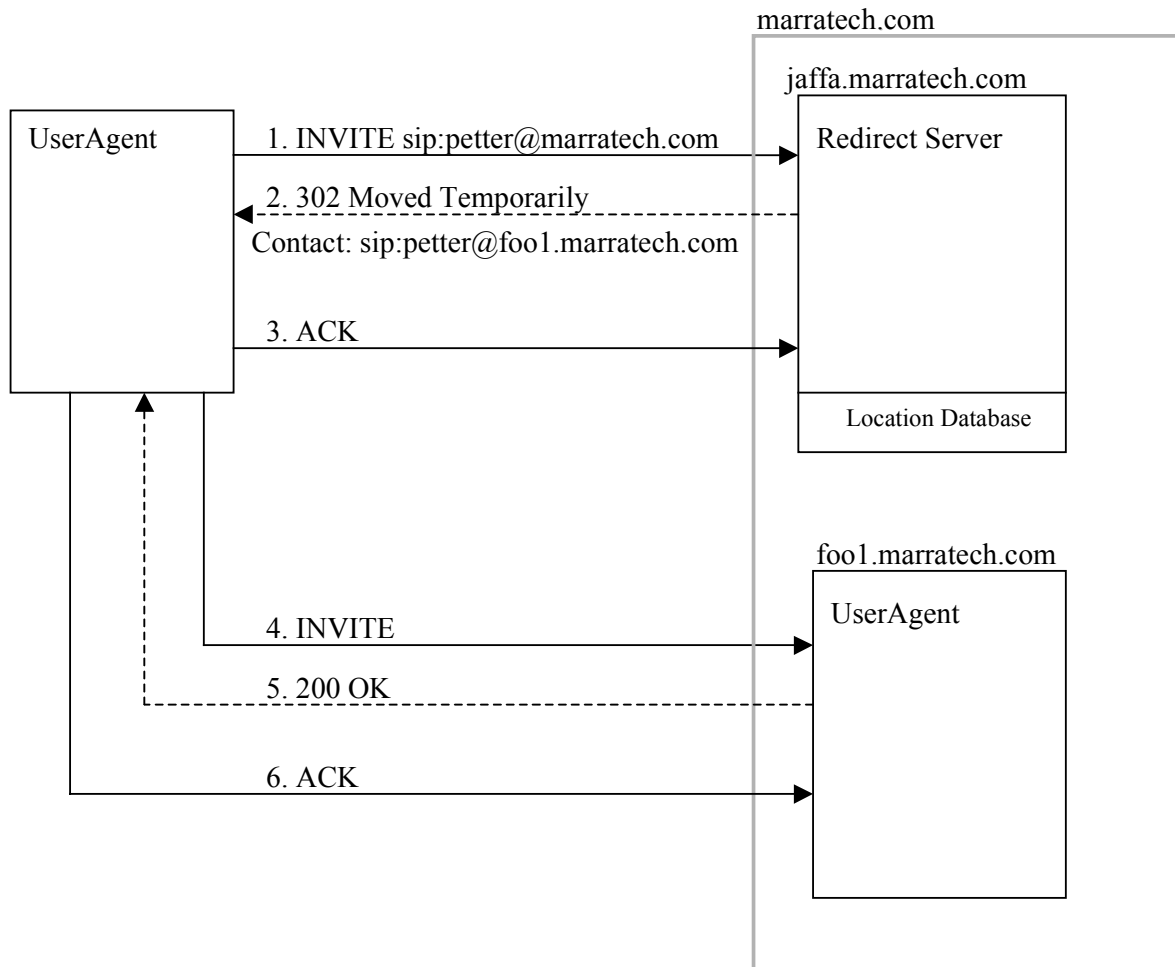 marratech.com
jaffa.marratech.com
UserAgent
1. INVITE sip:petter@marratech.com
Redirect Server
2. 302 Moved Temporarily
Contact: sip:petter@foo1.marratech.com
3. ACK
Location Database
foo1.marratech.com
UserAgent
4. INVITE
5. 200 OK
6. ACK